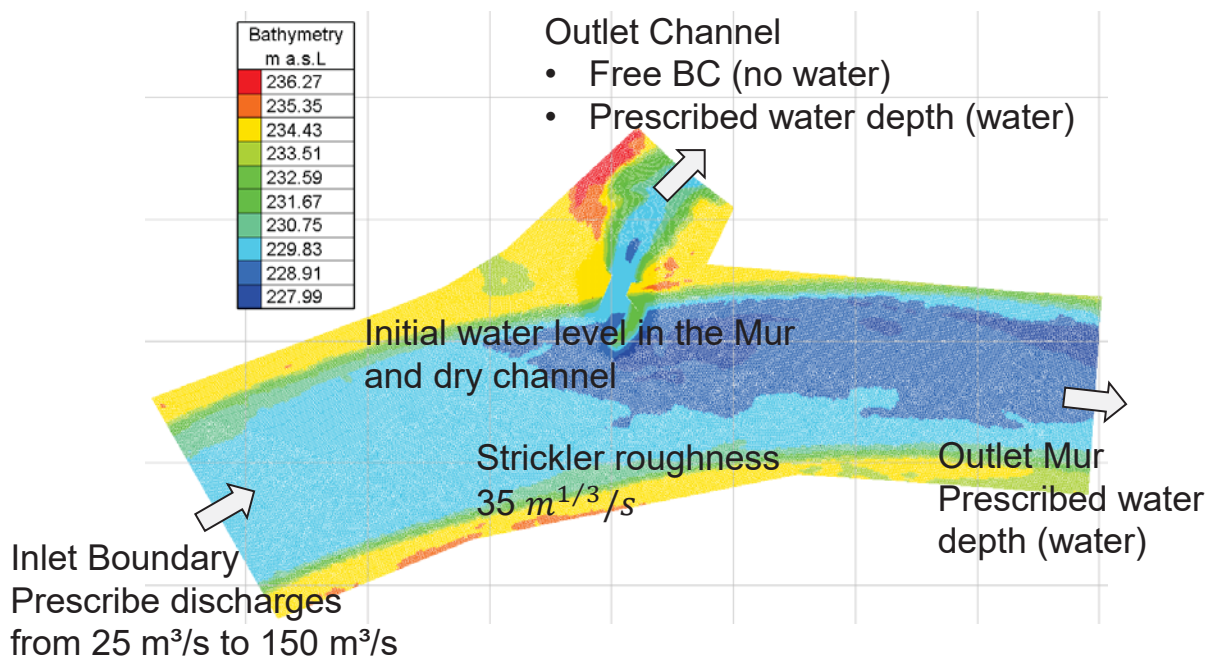 Bathymetry
m a.s.L
236.27
235.35
234.43
233.51
232.59
231.67
230.75
229.83
228.91
227.99
Outlet Channel
• Free BC (no water)
• Prescribed water depth (water)
Initial water level in the Mur
and dry channel
Strickler roughness
35 m^{1/3}/s
Outlet Mur
Prescribed water
depth (water)
Inlet Boundary
Prescribe discharges
from 25 m³/s to 150 m³/s